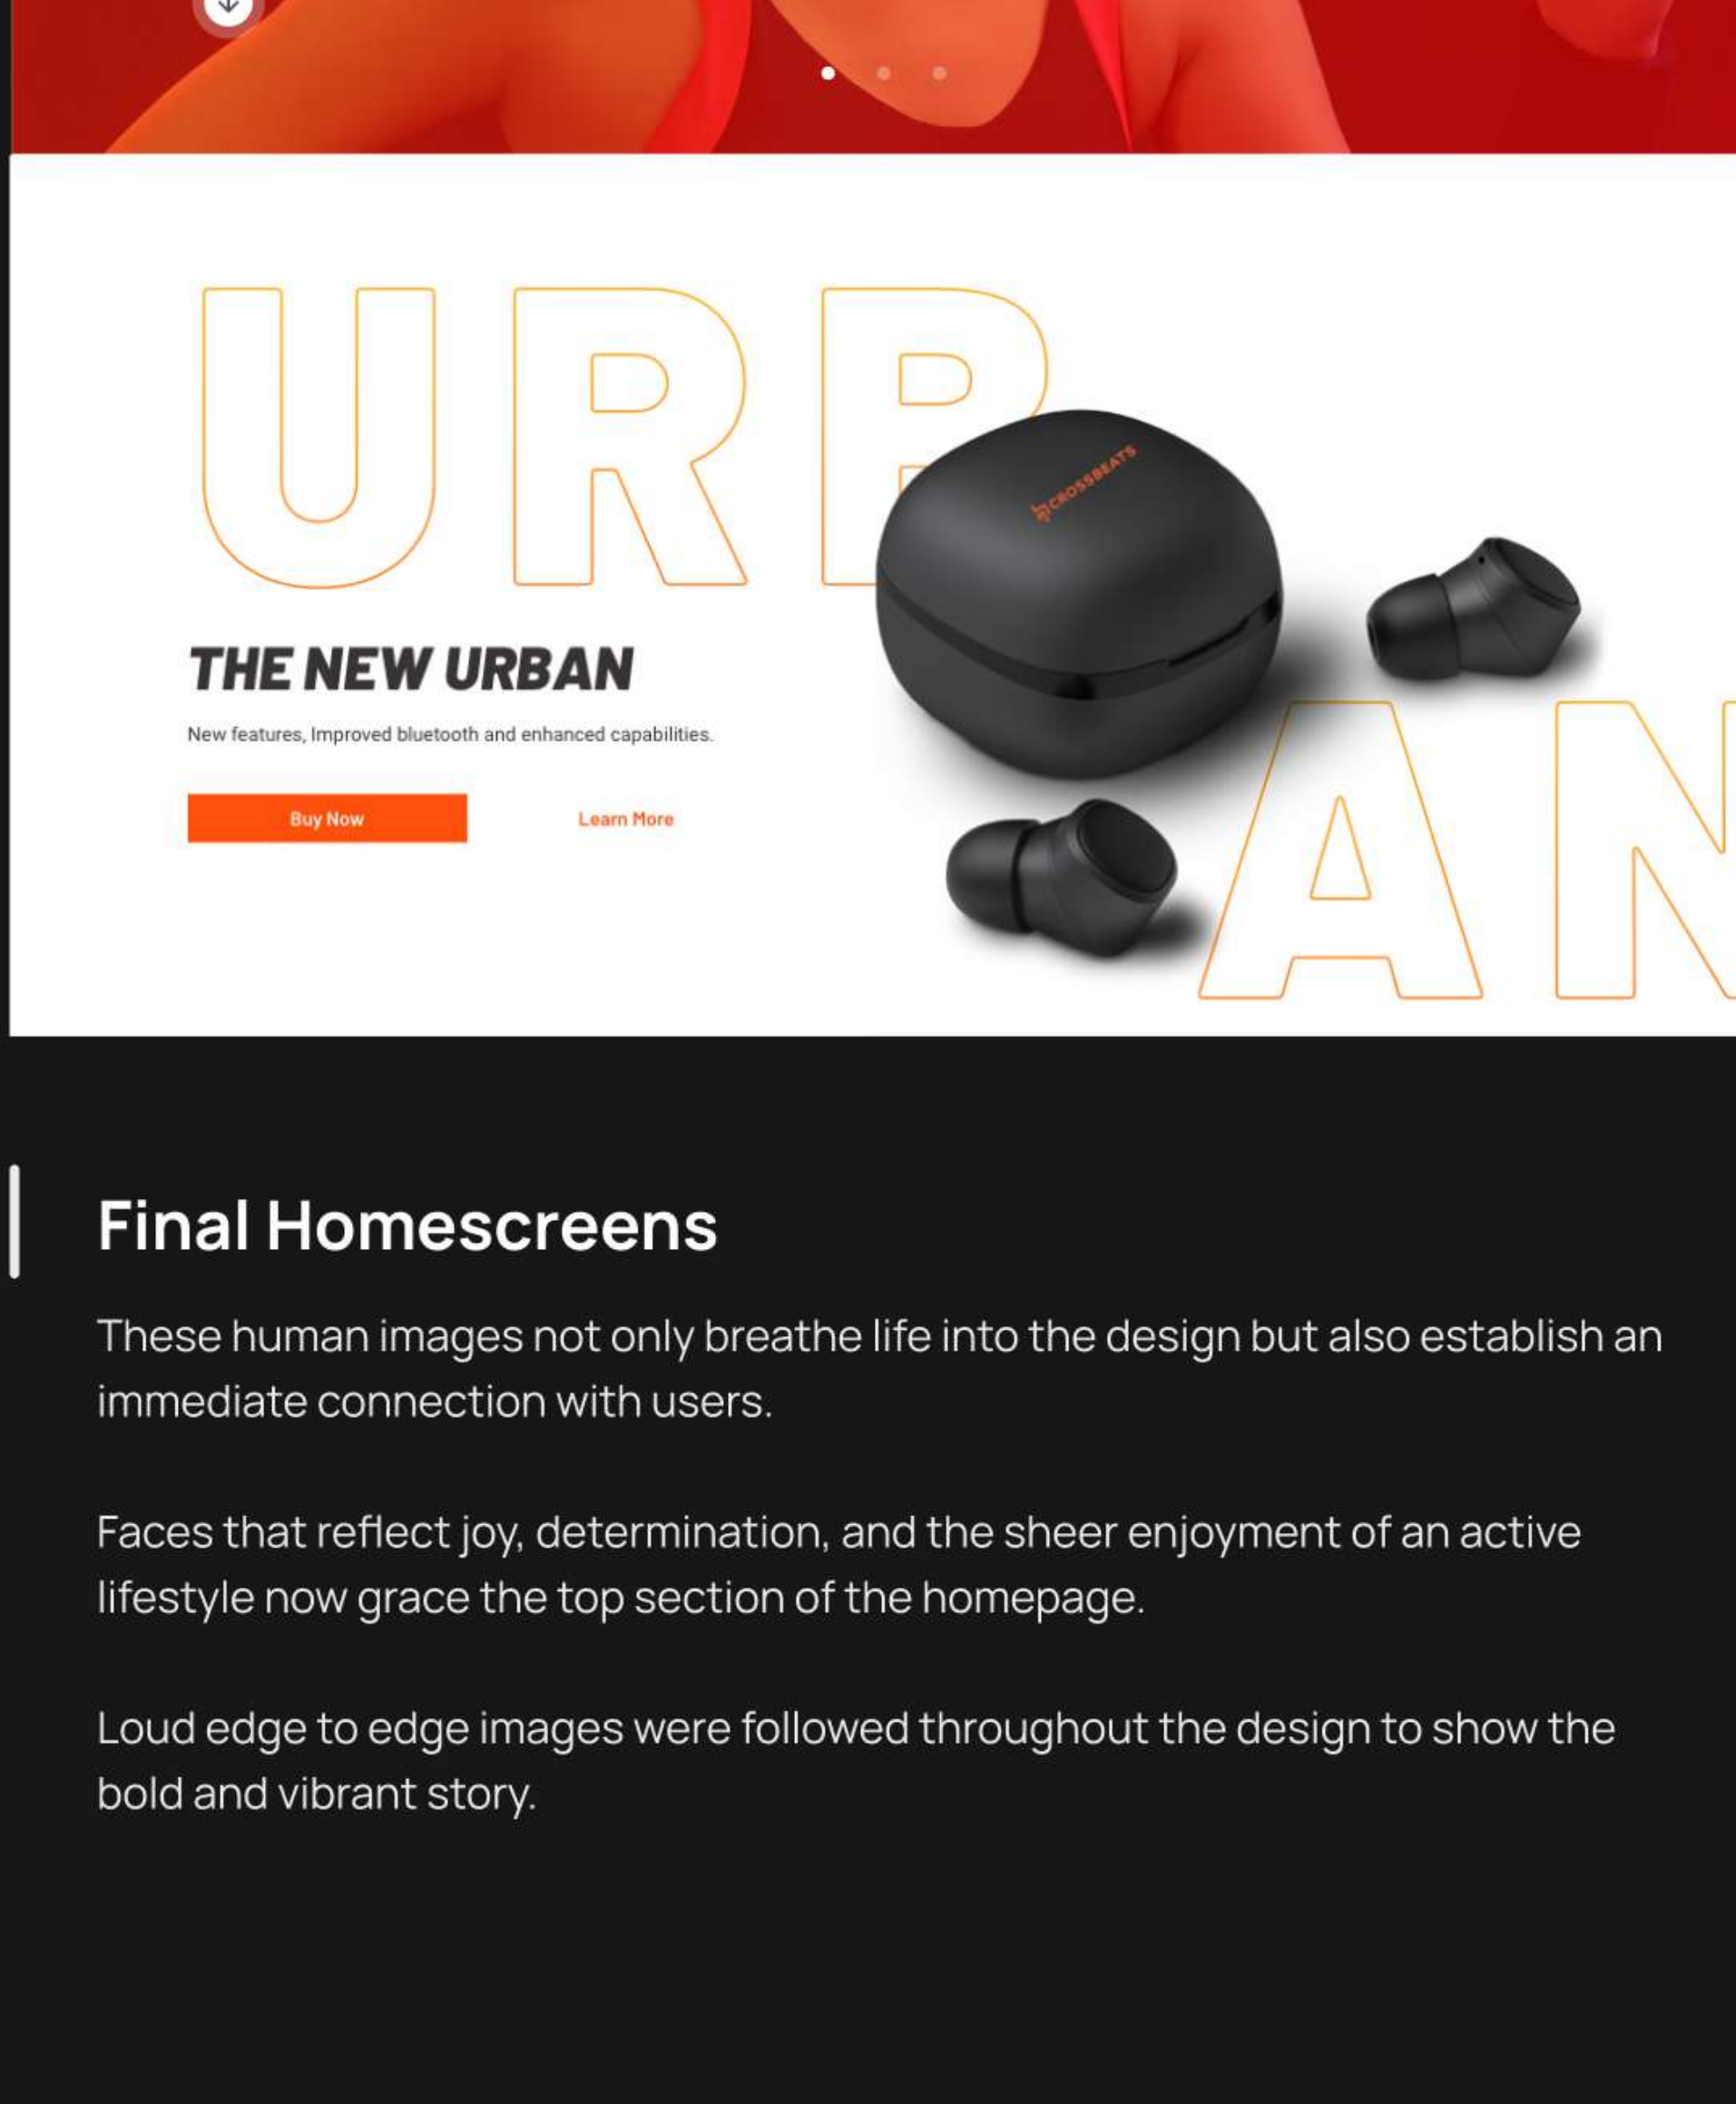 URB
CROSSBEATS
THE NEW URBAN
New features, Improved bluetooth and enhanced capabilities.
Buy Now
Learn More
AN
Final Homescreens
These human images not only breathe life into the design but also establish an
immediate connection with users.
Faces that reflect joy, determination, and the sheer enjoyment of an active
lifestyle now grace the top section of the homepage.
Loud edge to edge images were followed throughout the design to show the
bold and vibrant story.